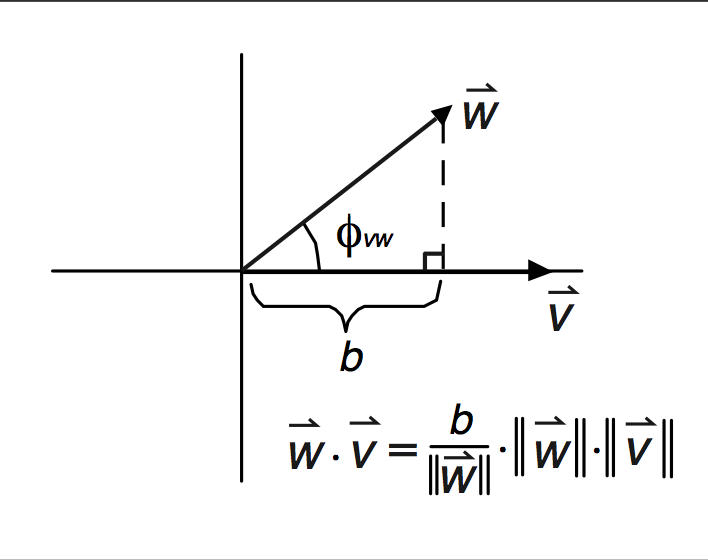 w⃗
ϕvw
v⃗
b
w⃗ · v⃗ = b/‖w⃗‖ · ‖w⃗‖ · ‖v⃗‖